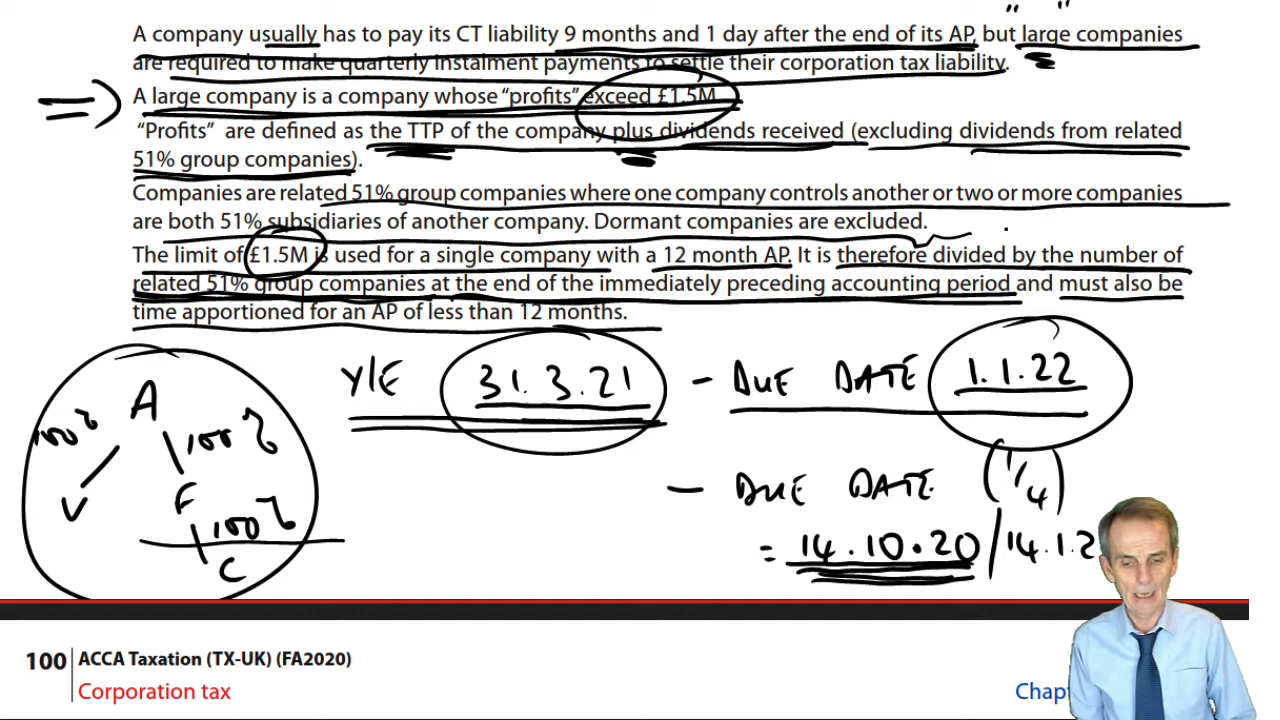 A company usually has to pay its CT liability 9 months and 1 day after the end of its AP, but large companies
are required to make quarterly instalment payments to settle their corporation tax liability.
A large company is a company whose “profits” exceed £1.5M
“Profits” are defined as the TTP of the company plus dividends received (excluding dividends from related
51% group companies).
Companies are related 51% group companies where one company controls another or two or more companies
are both 51% subsidiaries of another company. Dormant companies are excluded.
The limit of £1.5M is used for a single company with a 12 month AP. It is therefore divided by the number of
related 51% group companies at the end of the immediately preceding accounting period and must also be
time apportioned for an AP of less than 12 months.
Y/E 31.3.21 - DUE DATE 1.1.22
A
100% 100%
V F
100%
C
- DUE DATE (1/4)
= 14.10.20/14.1.2
100 ACCA Taxation (TX-UK) (FA2020)
Corporation tax